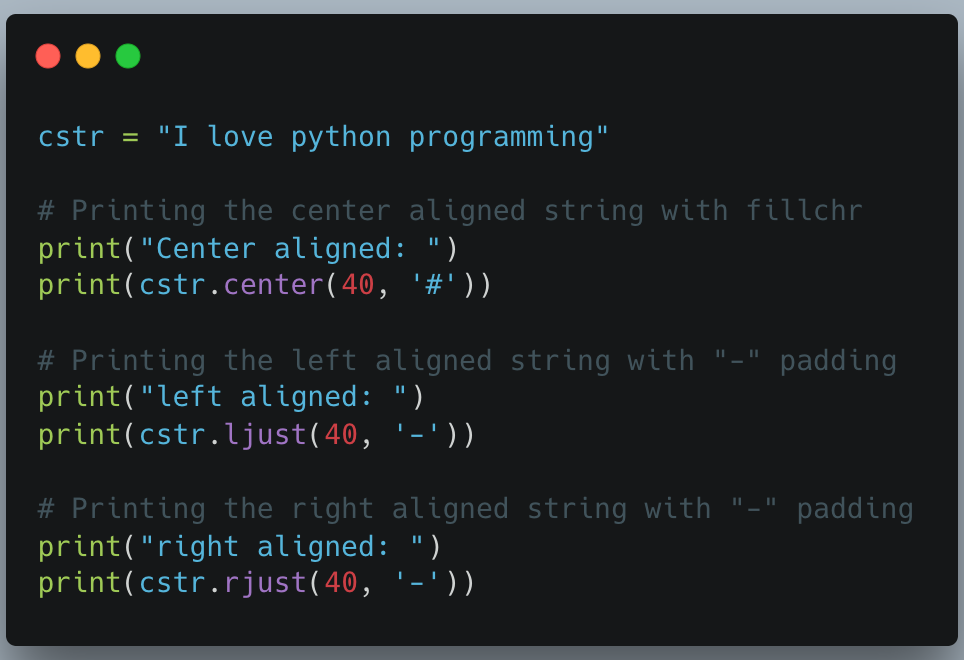 cstr = "I love python programming"
# Printing the center aligned string with fillchr
print("Center aligned: ")
print(cstr.center(40, '#'))
# Printing the left aligned string with "-" padding
print("left aligned: ")
print(cstr.ljust(40, '-'))
# Printing the right aligned string with "-" padding
print("right aligned: ")
print(cstr.rjust(40, '-'))